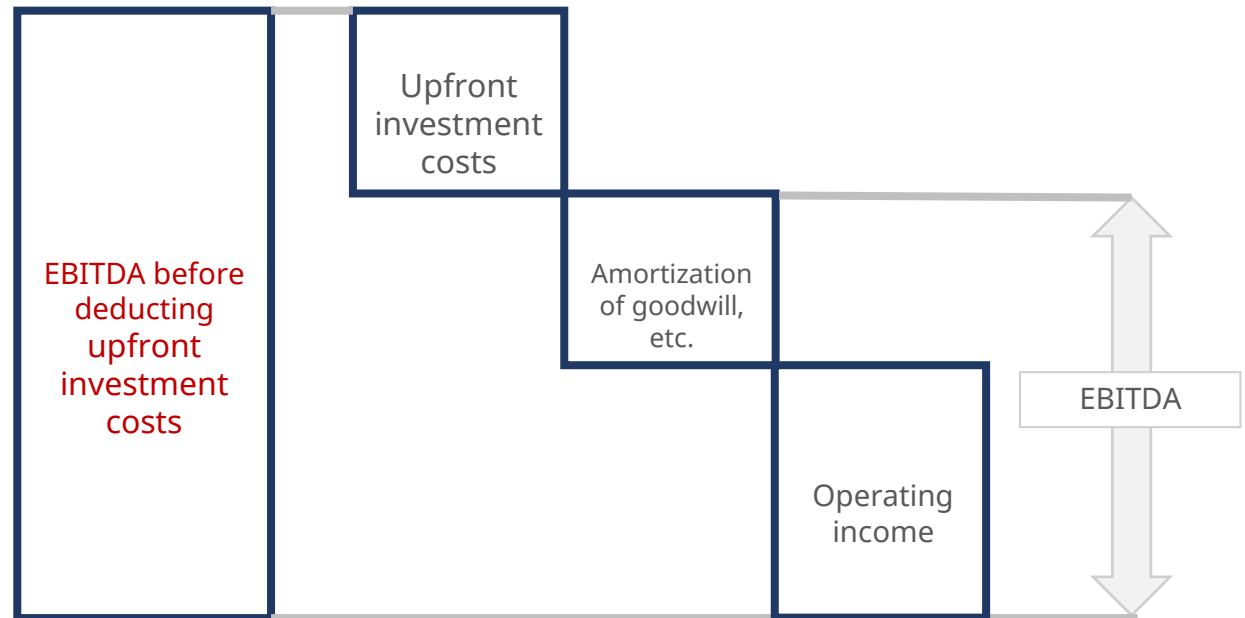 EBITDA before
deducting
upfront
investment
costs
Upfront
investment
costs
Amortization
of goodwill,
etc.
Operating
income
EBITDA